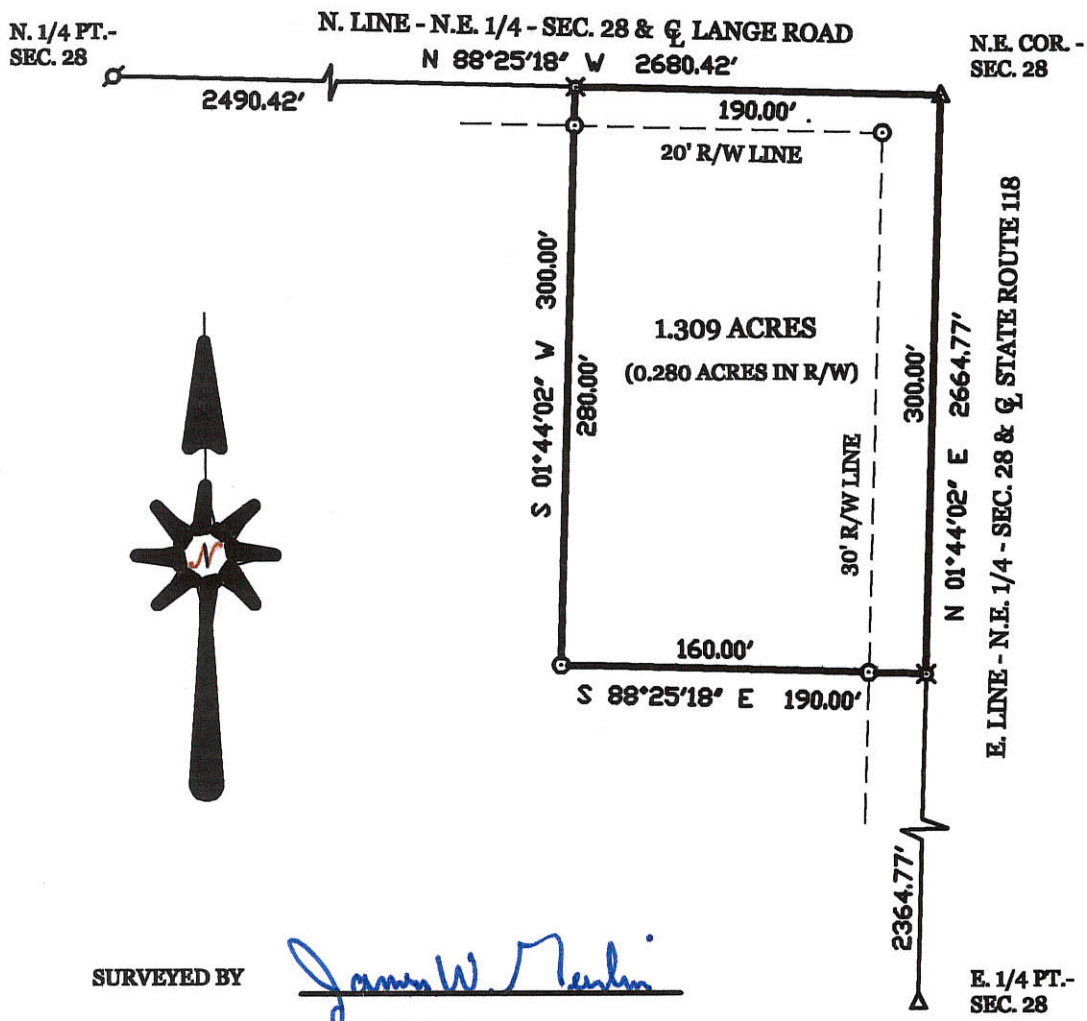 N. LINE - N.E. 1/4 - SEC. 28 & ℄ LANGE ROAD
N. 1/4 PT.-
SEC. 28
N 88°25'18" W 2680.42'
N.E. COR. -
SEC. 28
2490.42'
190.00'
20' R/W LINE
S 01°44'02" W 300.00'
280.00'
1.309 ACRES
(0.280 ACRES IN R/W)
30' R/W LINE
300.00'
N 01°44'02" E 2664.77'
E. LINE - N.E. 1/4 - SEC. 28 & ℄ STATE ROUTE 118
N
160.00'
S 88°25'18" E 190.00'
2364.77'
SURVEYED BY
James W.
E. 1/4 PT.-
SEC. 28